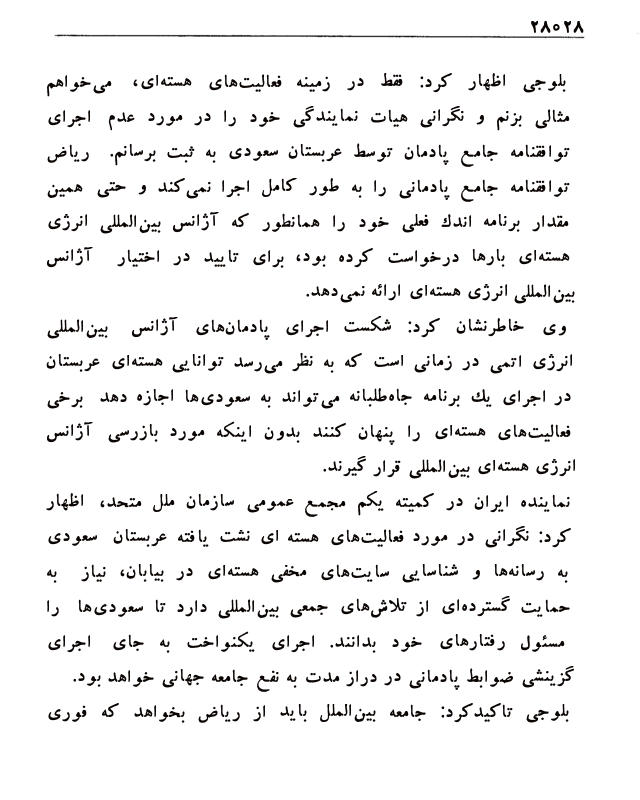 ۲۸۰۲۸
بلوچی اظهار کرد: فقط در زمینه فعالیت‌های هسته‌ای، می‌خواهم
مثالی بزنم و نگرانی هیات نمایندگی خود را در مورد عدم اجرای
توافقنامه جامع پادمان توسط عربستان سعودی به ثبت برسانم. ریاض
توافقنامه جامع پادمانی را به طور کامل اجرا نمی‌کند و حتی همین
مقدار برنامه اندك فعلی خود را همانطور که آژانس بین‌المللی انرژی
هسته‌ای بارها درخواست کرده بود، برای تایید در اختیار آژانس
بین‌المللی انرژی هسته‌ای ارائه نمی‌دهد.
وی خاطرنشان کرد: شکست اجرای پادمان‌های آژانس بین‌المللی
انرژی اتمی در زمانی است که به نظر می‌رسد توانایی هسته‌ای عربستان
در اجرای یك برنامه جاه‌طلبانه می‌تواند به سعودی‌ها اجازه دهد برخی
فعالیت‌های هسته‌ای را پنهان کنند بدون اینکه مورد بازرسی آژانس
انرژی هسته‌ای بین‌المللی قرار گیرند.
نماینده ایران در کمیته یکم مجمع عمومی سازمان ملل متحد، اظهار
کرد: نگرانی در مورد فعالیت‌های هسته ای نشت یافته عربستان سعودی
به رسانه‌ها و شناسایی سایت‌های مخفی هسته‌ای در بیابان، نیاز به
حمایت گسترده‌ای از تلاش‌های جمعی بین‌المللی دارد تا سعودی‌ها را
مسئول رفتارهای خود بدانند. اجرای یکنواخت به جای اجرای
گزینشی ضوابط پادمانی در دراز مدت به نفع جامعه جهانی خواهد بود.
بلوچی تاکیدکرد: جامعه بین‌الملل باید از ریاض بخواهد که فوری